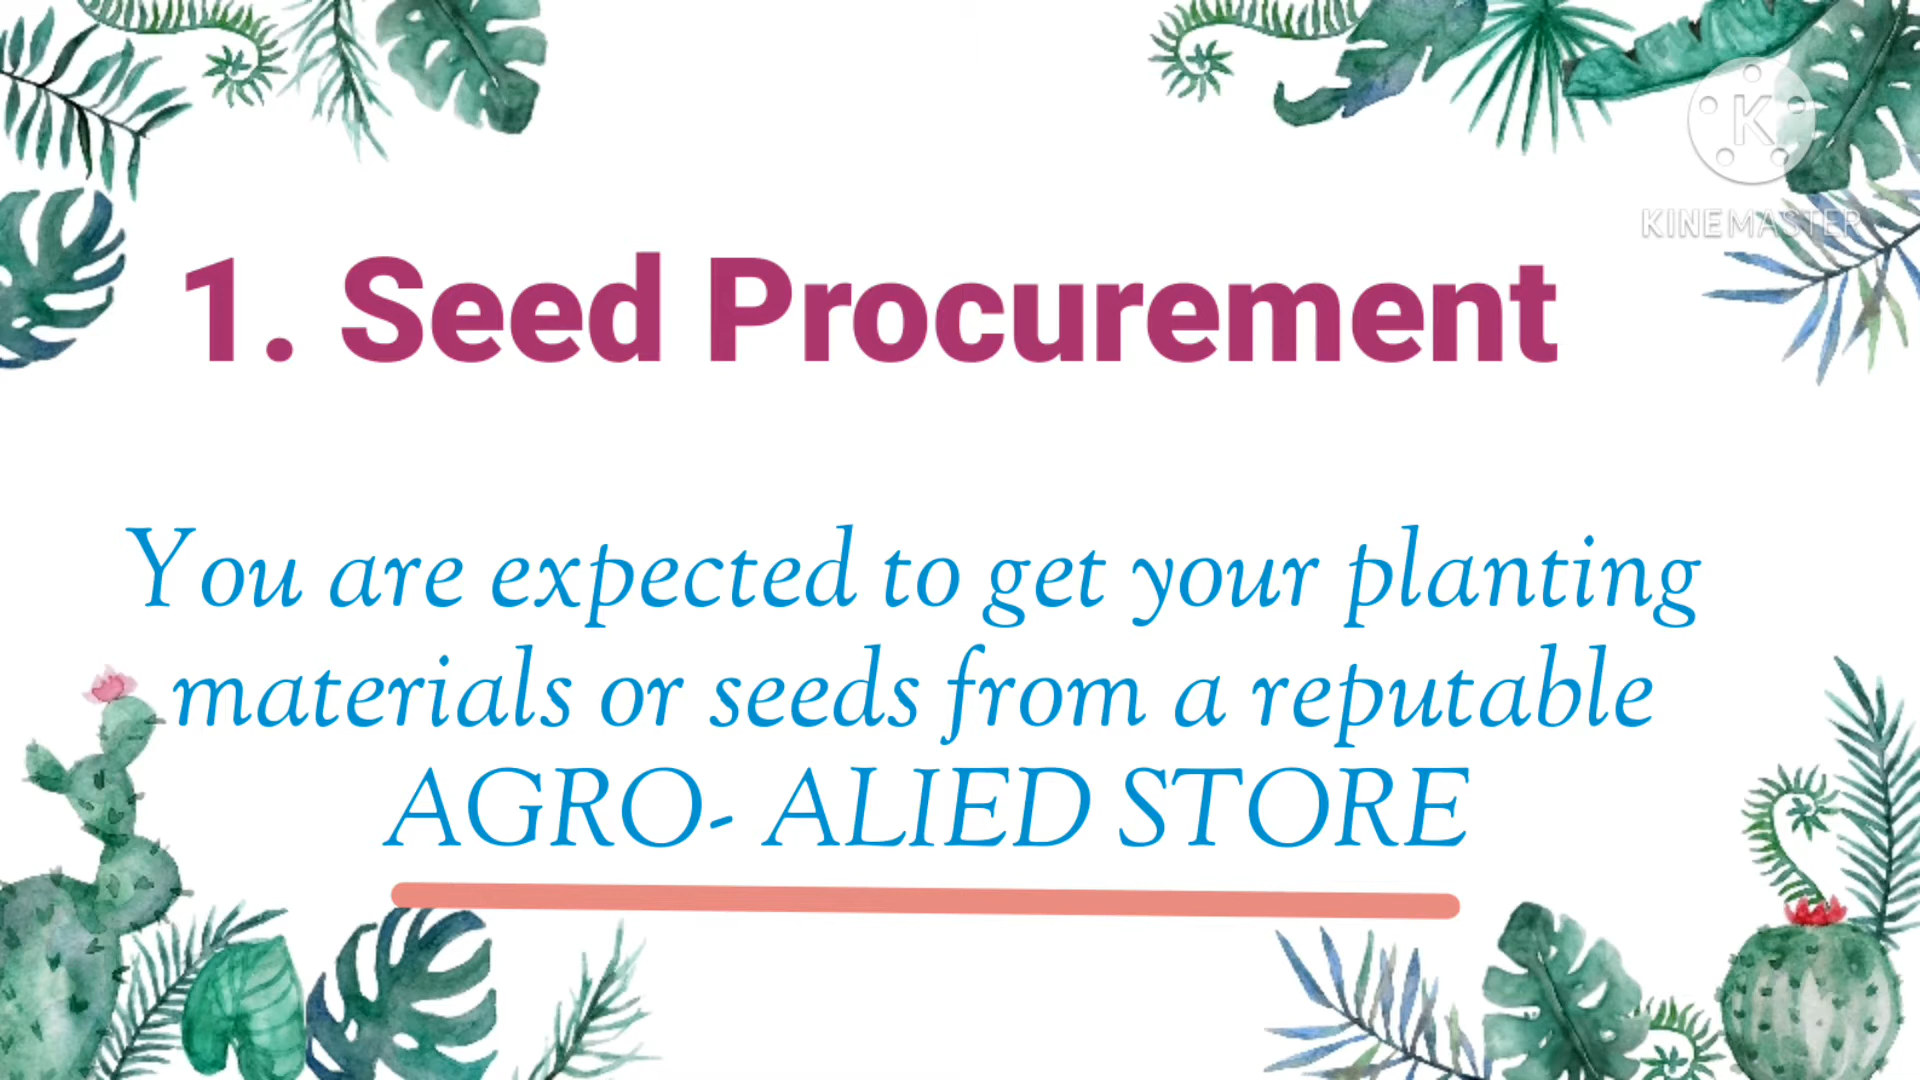 K
KINEMASTER
1. Seed Procurement
You are expected to get your planting
materials or seeds from a reputable
AGRO- ALIED STORE